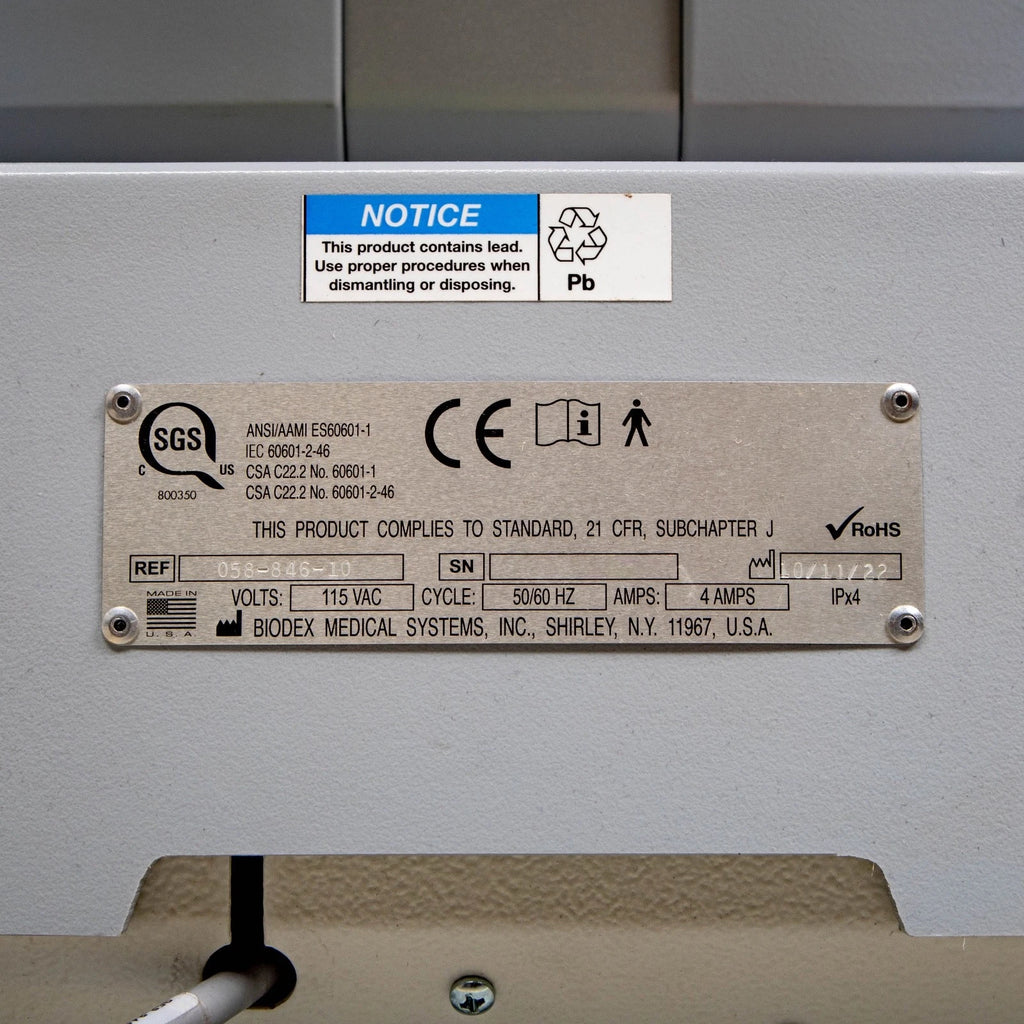 NOTICE
This product contains lead.
Use proper procedures when
dismantling or disposing.
Pb
SGS
C US
800350
ANSI/AAMI ES60601-1
IEC 60601-2-46
CSA C22.2 No. 60601-1
CSA C22.2 No. 60601-2-46
CE
i
THIS PRODUCT COMPLIES TO STANDARD, 21 CFR, SUBCHAPTER J
RoHS
REF 058-846-10 SN 10/11/22
MADE IN
U.S.A.
VOLTS: 115 VAC CYCLE: 50/60 HZ AMPS: 4 AMPS IPx4
BIODEX MEDICAL SYSTEMS, INC., SHIRLEY, N.Y. 11967, U.S.A.